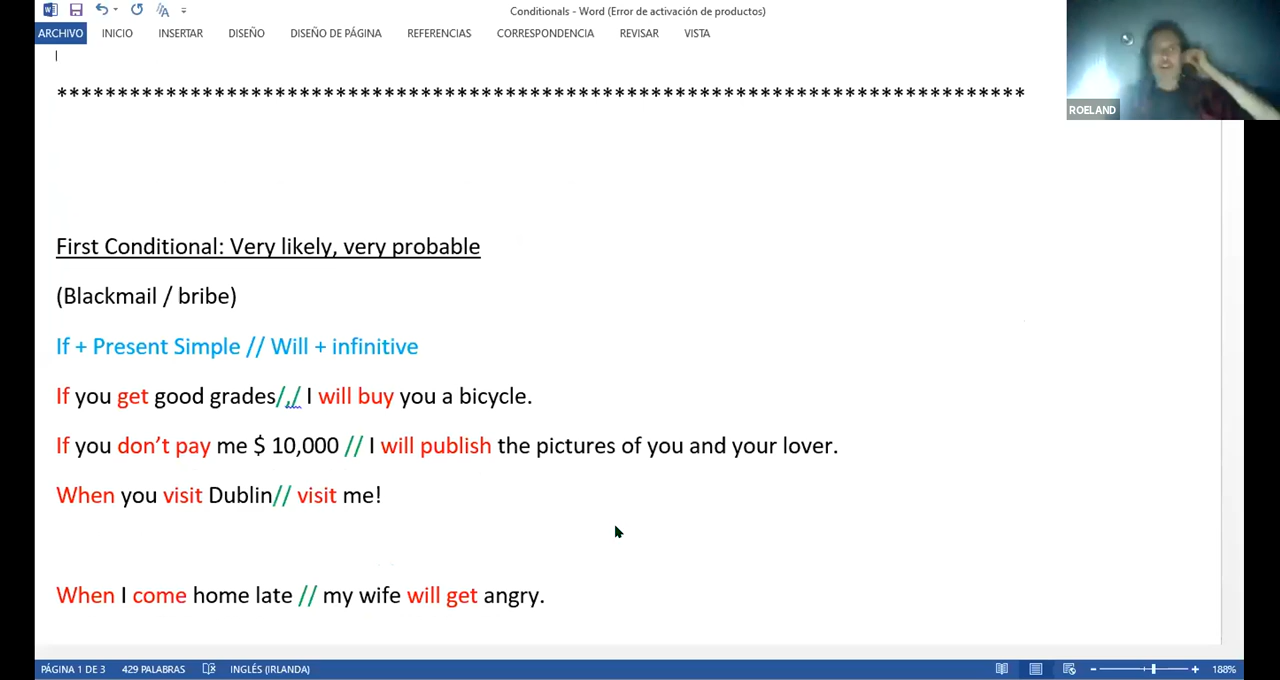 Conditionals - Word (Error de activación de productos)
ARCHIVO INICIO INSERTAR DISEÑO DISEÑO DE PÁGINA REFERENCIAS CORRESPONDENCIA REVISAR VISTA
ROELAND
********************************************************************************
First Conditional: Very likely, very probable
(Blackmail / bribe)
If + Present Simple // Will + infinitive
If you get good grades/,/ I will buy you a bicycle.
If you don’t pay me $ 10,000 // I will publish the pictures of you and your lover.
When you visit Dublin// visit me!
When I come home late // my wife will get angry.
PÁGINA 1 DE 3 429 PALABRAS INGLÉS (IRLANDA) 188%